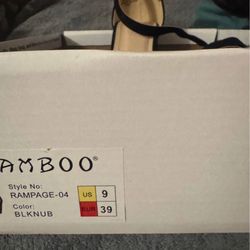 AMBOO®
Style No:
RAMPAGE-04
US 9
Color:
EUR 39
BLKNUB